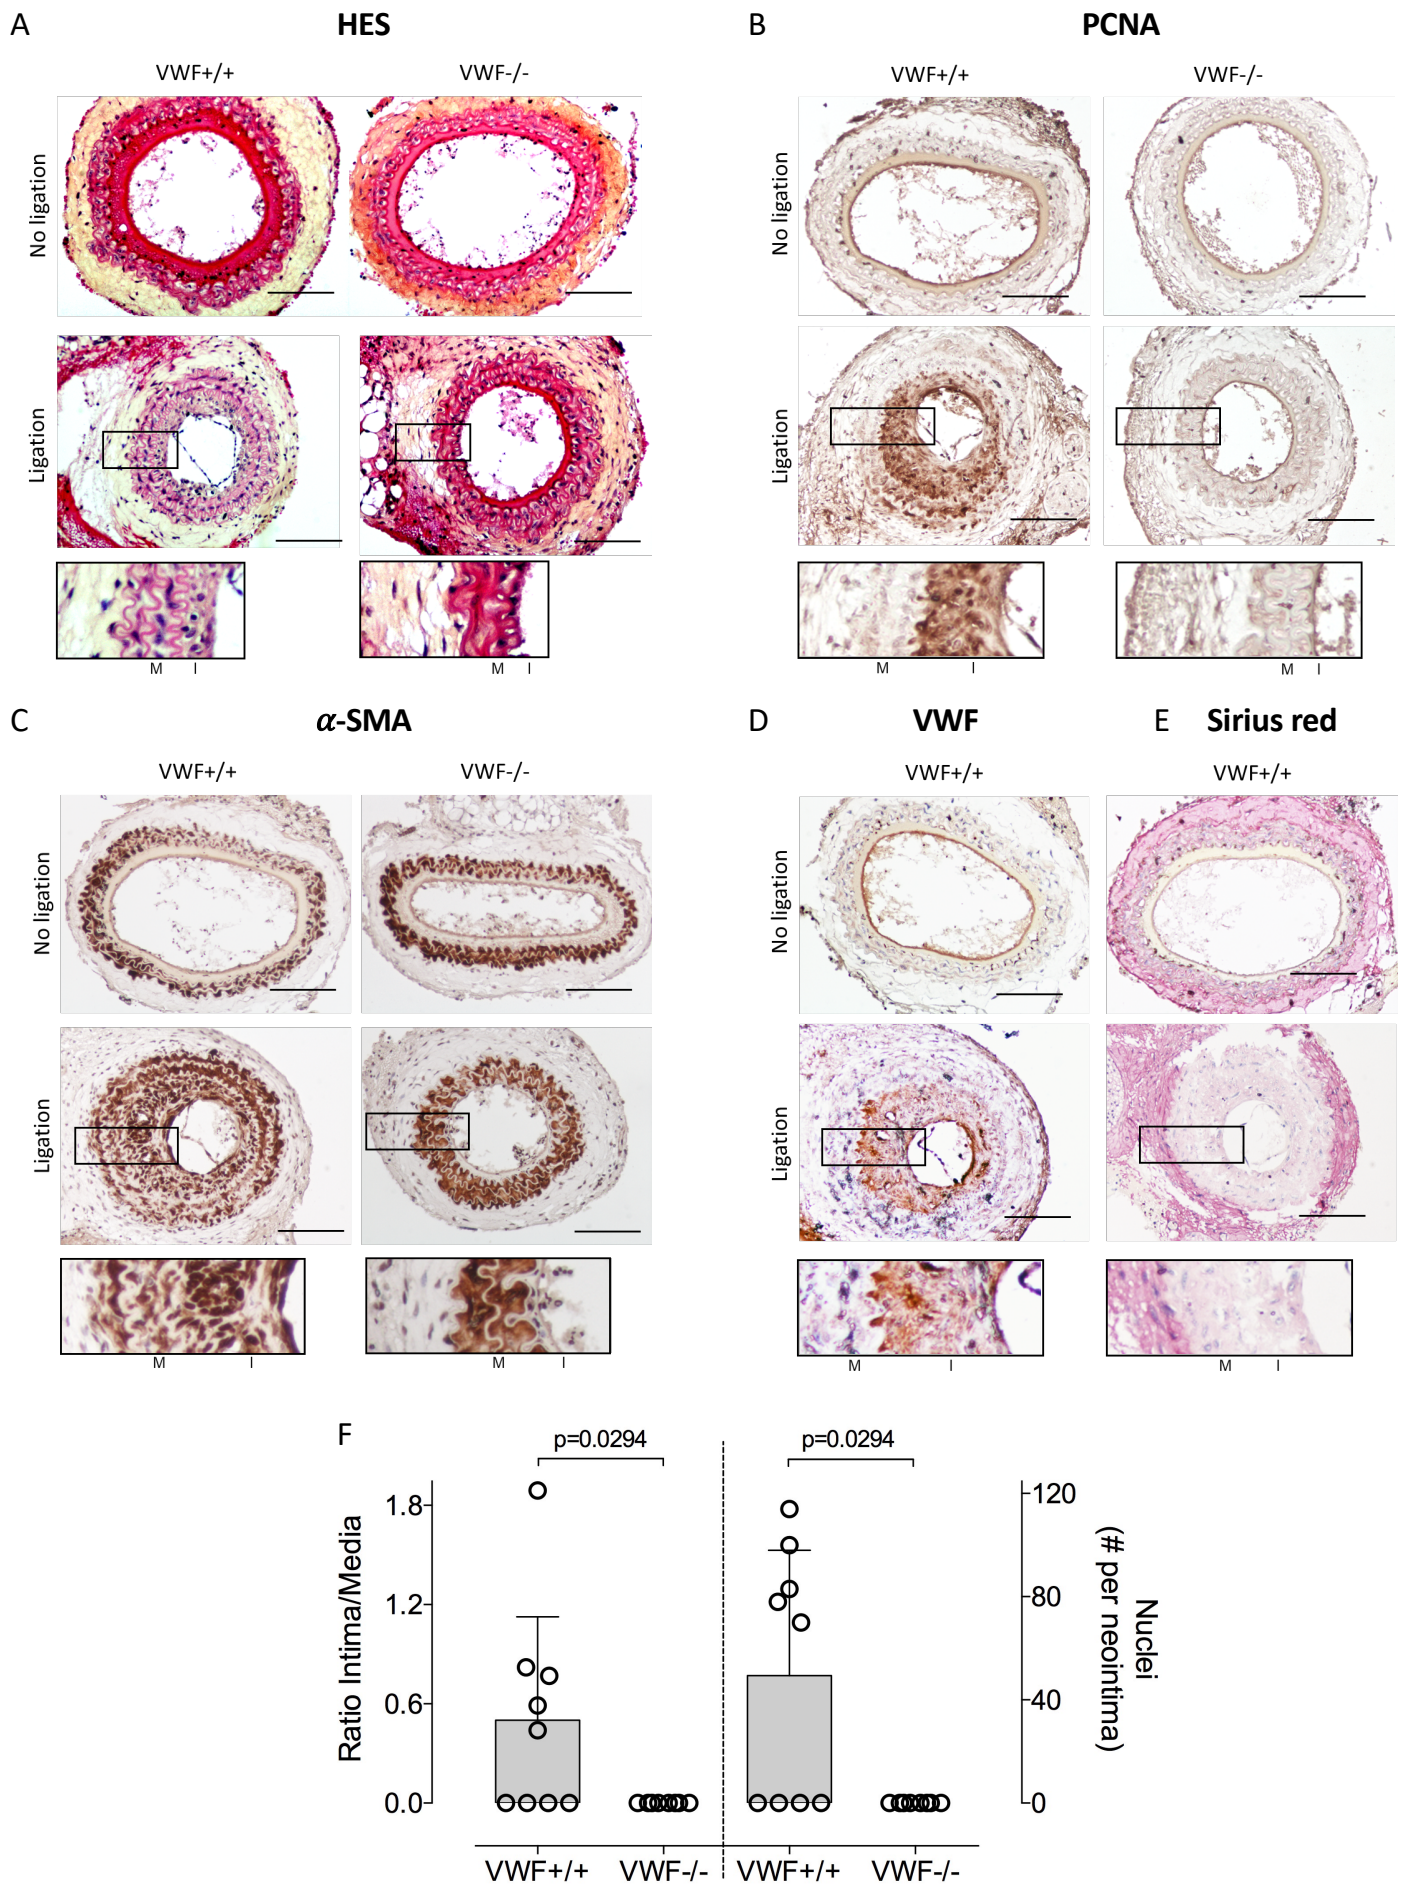 A HES
VWF+/+ VWF-/-
No ligation
Ligation
M I M I
B PCNA
VWF+/+ VWF-/-
No ligation
Ligation
M I M I
C α-SMA
VWF+/+ VWF-/-
No ligation
Ligation
M I M I
D VWF
VWF+/+
No ligation
Ligation
M I
E Sirius red
VWF+/+
M I
F
p=0.0294 p=0.0294
Ratio Intima/Media
1.8
1.2
0.6
0.0
120
80
40
0
Nuclei
(# per neointima)
VWF+/+ VWF-/- VWF+/+ VWF-/-